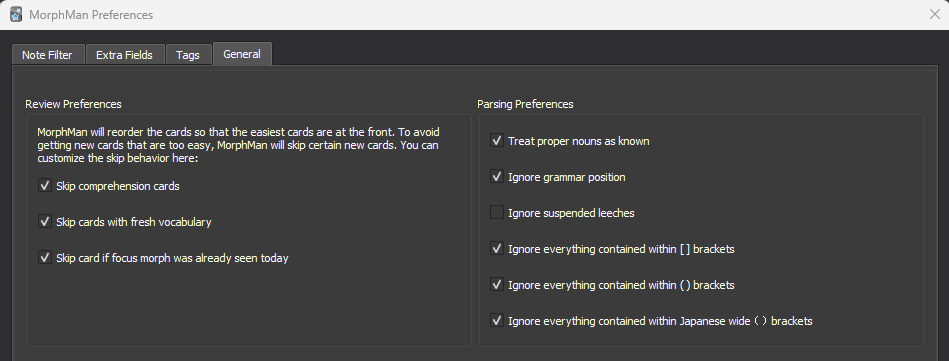 MorphMan Preferences
Note Filter
Extra Fields
Tags
General
Review Preferences
MorphMan will reorder the cards so that the easiest cards are at the front. To avoid
getting new cards that are too easy, MorphMan will skip certain new cards. You can
customize the skip behavior here:
Skip comprehension cards
Skip cards with fresh vocabulary
Skip card if focus morph was already seen today
Parsing Preferences
Treat proper nouns as known
Ignore grammar position
Ignore suspended leeches
Ignore everything contained within [ ] brackets
Ignore everything contained within ( ) brackets
Ignore everything contained within Japanese wide（ ）brackets